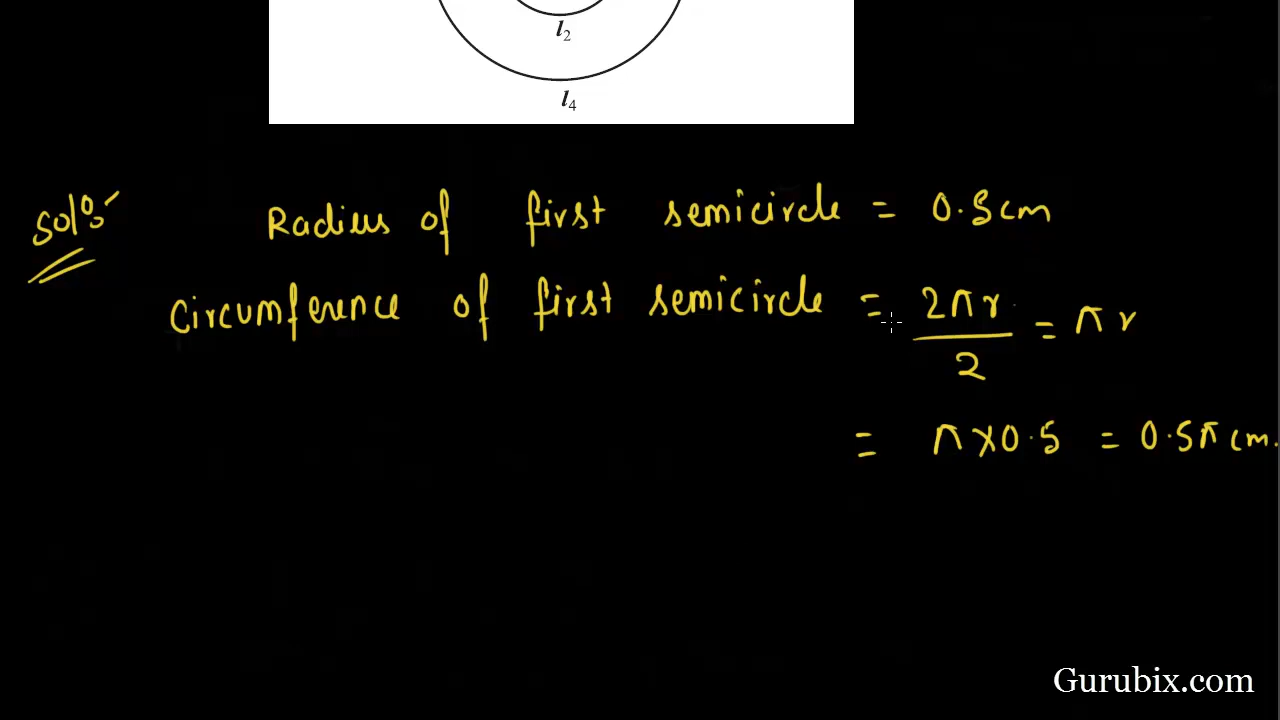 l2
l4
Sol:
Radius of first semicircle = 0.5cm
Circumference of first semicircle = 2πr/2 = πr
= π×0.5 = 0.5π cm.
Gurubix.com